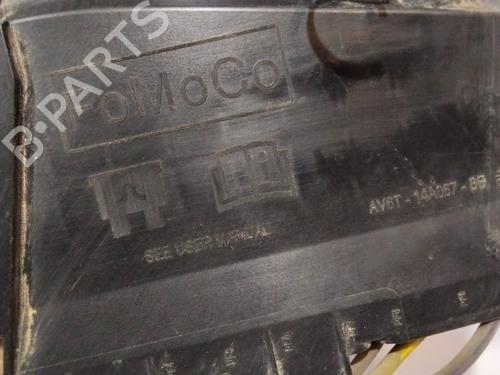 FoMoCo
B-PARTS
SEE USER MANUAL
AV6T - 14A067 - BB